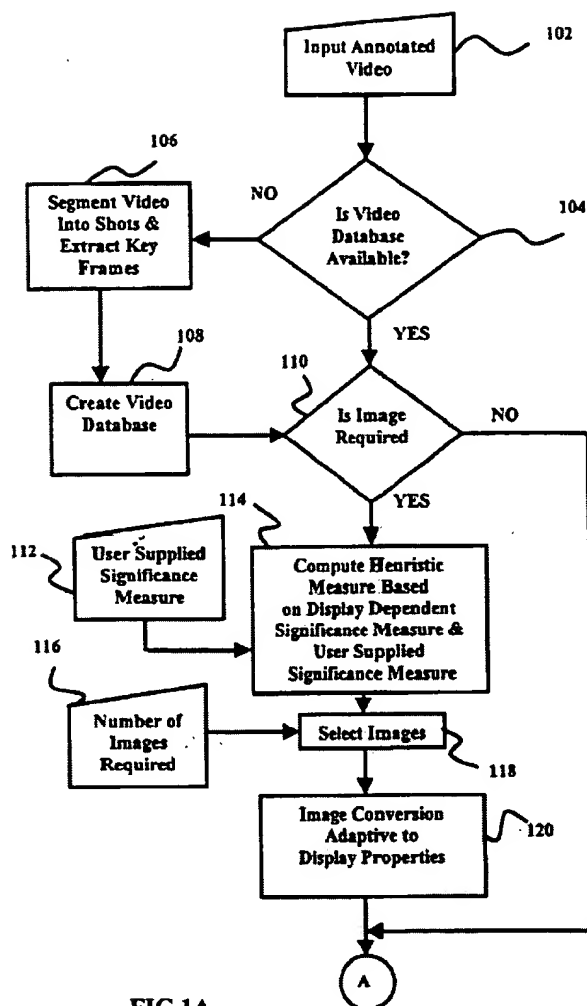 Input Annotated
Video
102
106
Segment Video
Into Shots &
Extract Key
Frames
NO
Is Video
Database
Available?
104
YES
108
Create Video
Database
110
Is Image
Required
NO
YES
112
User Supplied
Significance
Measure
114
Compute Heuristic
Measure Based
on Display Dependent
Significance Measure &
User Supplied
Significance Measure
116
Number of
Images
Required
Select Images
118
Image Conversion
Adaptive to
Display Properties
120
A
FIG 1A